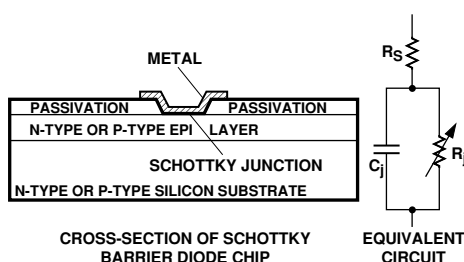 METAL
PASSIVATION
PASSIVATION
N-TYPE OR P-TYPE EPI LAYER
SCHOTTKY JUNCTION
N-TYPE OR P-TYPE SILICON SUBSTRATE
CROSS-SECTION OF SCHOTTKY
BARRIER DIODE CHIP
RS
Cj
Rj
EQUIVALENT
CIRCUIT